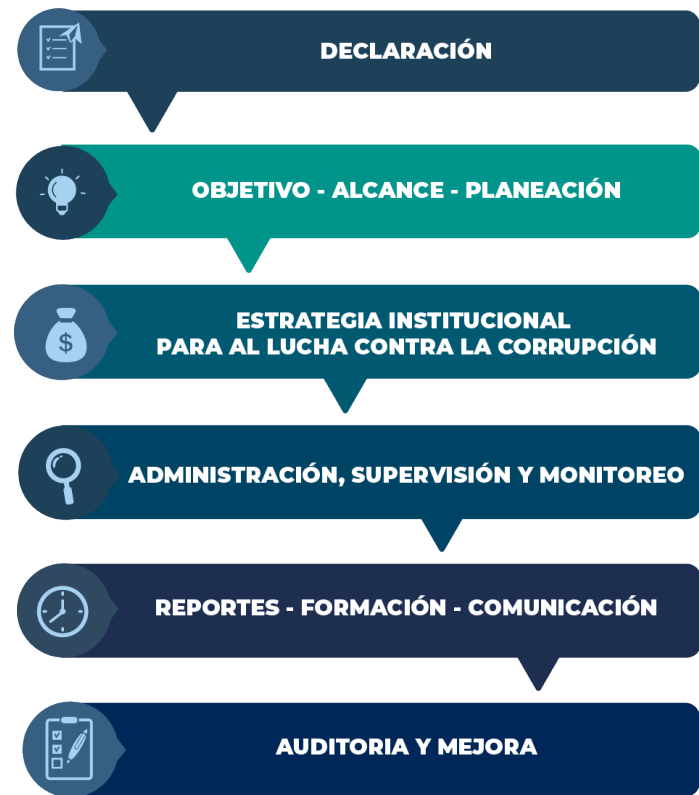 DECLARACIÓN
OBJETIVO - ALCANCE - PLANEACIÓN
ESTRATEGIA INSTITUCIONAL
PARA AL LUCHA CONTRA LA CORRUPCIÓN
$
ADMINISTRACIÓN, SUPERVISIÓN Y MONITOREO
REPORTES - FORMACIÓN - COMUNICACIÓN
AUDITORIA Y MEJORA